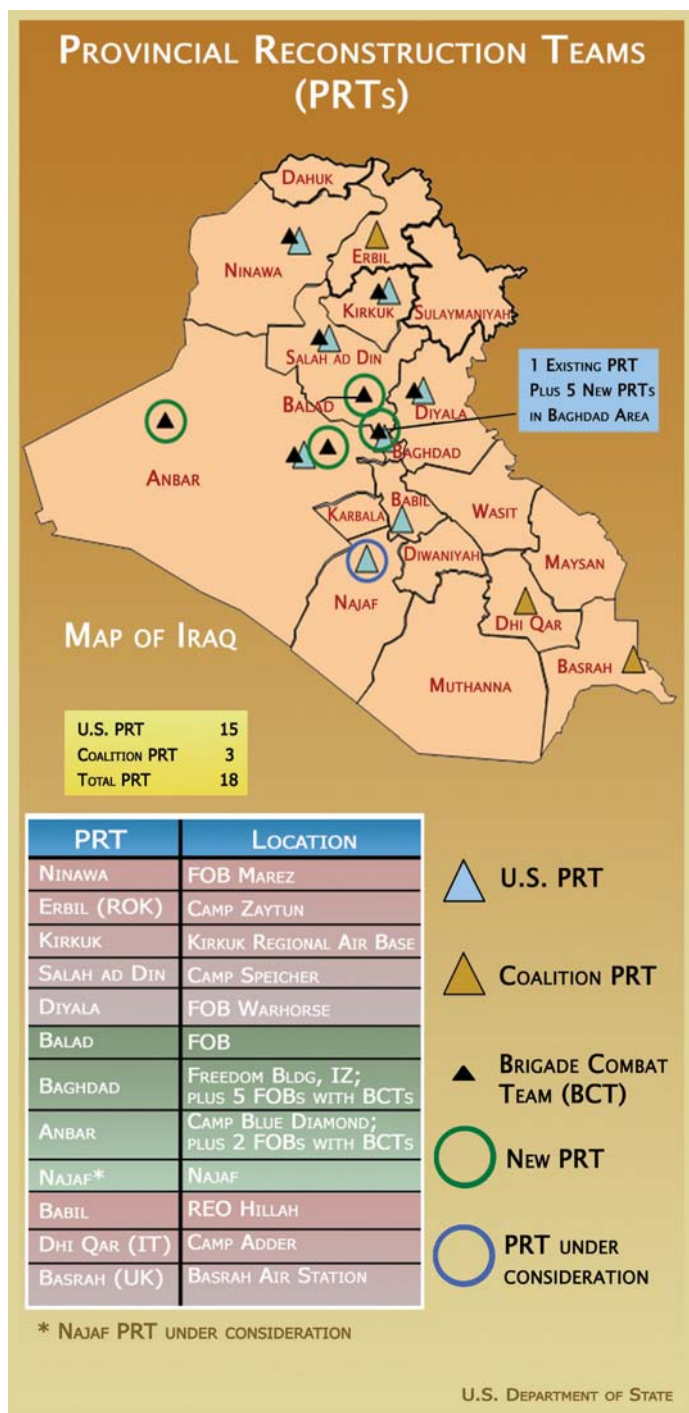 Provincial Reconstruction Teams
(PRTs)
Dahuk
Ninawa
Erbil
Kirkuk
Sulaymaniyah
Salah ad Din
1 Existing PRT
Plus 5 New PRTs
in Baghdad Area
Balad
Diyala
Baghdad
Anbar
Babil
Karbala
Wasit
Diwaniyah
Maysan
Najaf
Dhi Qar
Map of Iraq
Basrah
Muthanna
U.S. PRT 15
Coalition PRT 3
Total PRT 18
PRT Location
Ninawa FOB Marez
Erbil (ROK) Camp Zaytun
Kirkuk Kirkuk Regional Air Base
Salah ad Din Camp Speicher
Diyala FOB Warhorse
Balad FOB
Baghdad Freedom Bldg, IZ;
plus 5 FOBs with BCTs
Anbar Camp Blue Diamond;
plus 2 FOBs with BCTs
Najaf* Najaf
Babil REO Hillah
Dhi Qar (IT) Camp Adder
Basrah (UK) Basrah Air Station
U.S. PRT
Coalition PRT
Brigade Combat
Team (BCT)
New PRT
PRT under
consideration
* Najaf PRT under consideration
U.S. Department of State